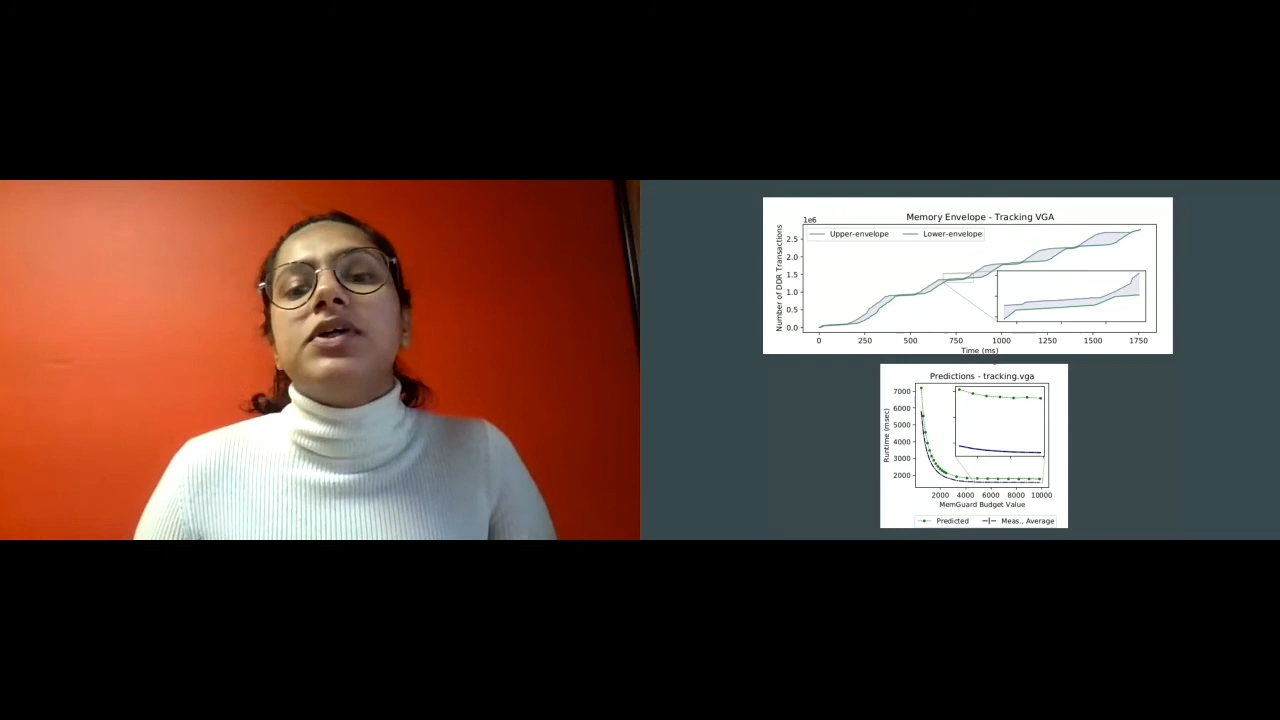 Memory Envelope - Tracking VGA
1e6
Upper-envelope Lower-envelope
Number of DDR Transactions
2.5
2.0
1.5
1.0
0.5
0.0
0 250 500 750 1000 1250 1500 1750
Time (ms)
Predictions - tracking.vga
Runtime (msec)
7000
6000
5000
4000
3000
2000
2000 4000 6000 8000 10000
MemGuard Budget Value
Predicted Meas., Average